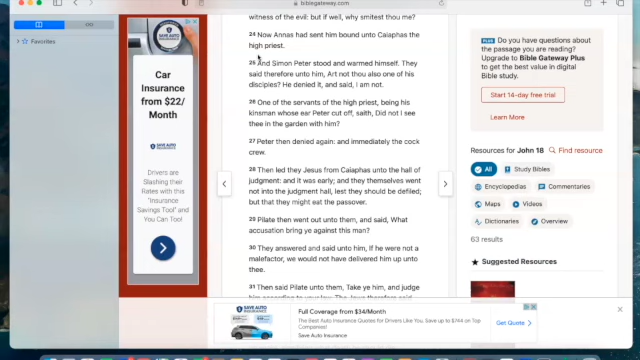 biblegateway.com
Favorites
SAVE AUTO
INSURANCE
Car
Insurance
from $22/
Month
SAVE AUTO
INSURANCE
Drivers are
Slashing their
Rates with this
"Insurance
Savings Tool" and
You Can Too!
witness of the evil: but if well, why smitest thou me?
24 Now Annas had sent him bound unto Caiaphas the
high priest.
25 And Simon Peter stood and warmed himself. They
said therefore unto him, Art not thou also one of his
disciples? He denied it, and said, I am not.
26 One of the servants of the high priest, being his
kinsman whose ear Peter cut off, saith, Did not I see
thee in the garden with him?
27 Peter then denied again: and immediately the cock
crew.
28 Then led they Jesus from Caiaphas unto the hall of
judgment: and it was early; and they themselves went
not into the judgment hall, lest they should be defiled;
but that they might eat the passover.
29 Pilate then went out unto them, and said, What
accusation bring ye against this man?
30 They answered and said unto him, If he were not a
malefactor, we would not have delivered him up unto
thee.
31 Then said Pilate unto them, Take ye him, and judge
PLUS Do you have questions about
the passage you are reading?
Upgrade to Bible Gateway Plus
to get the best value in digital
Bible study.
Start 14-day free trial
Learn More
Resources for John 18
Find resource
All
Study Bibles
Encyclopedias
Commentaries
Maps
Videos
Dictionaries
Overview
63 results
Suggested Resources
SAVE AUTO
INSURANCE
Full Coverage from $34/Month
The Best Auto Insurance Quotes for Drivers Like You. Save up to $744 on Top
Companies!
Save Auto Insurance
Get Quote